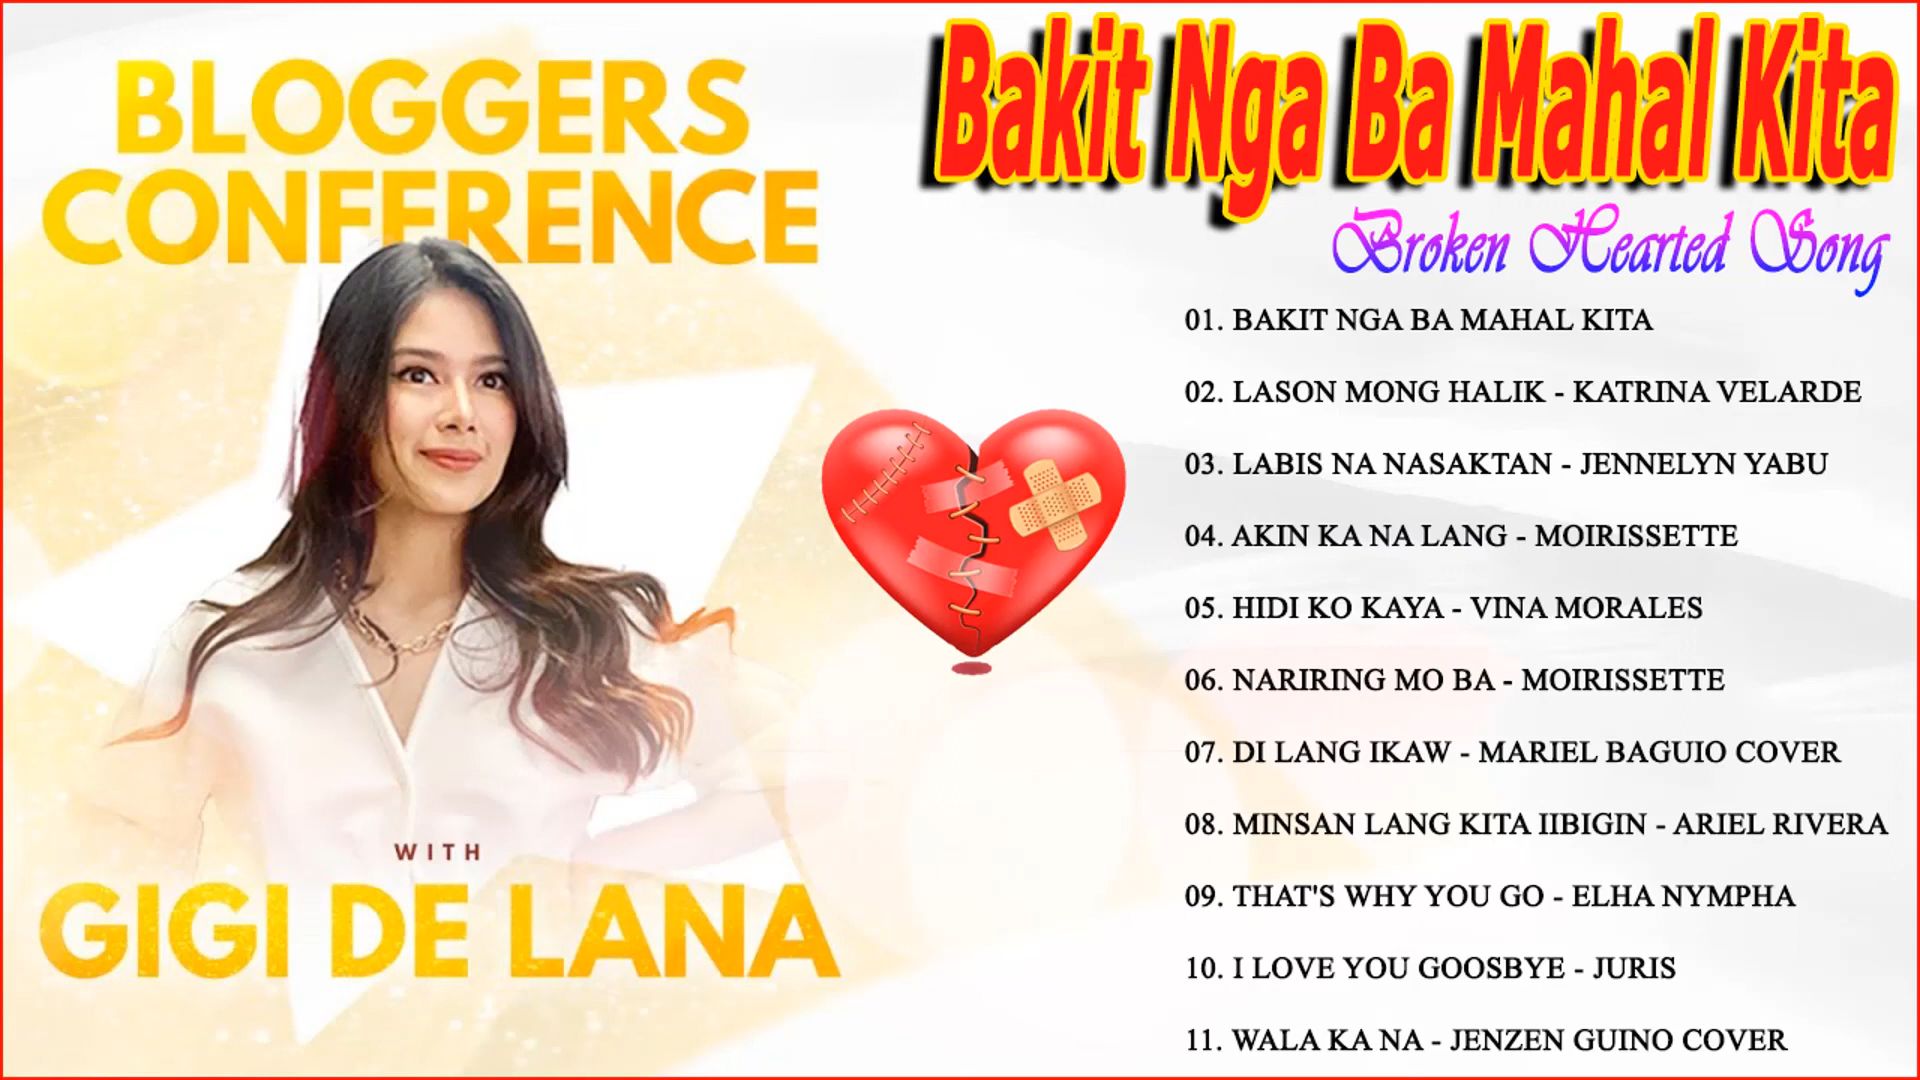 BLOGGERS
CONFERENCE
WITH
GIGI DE LANA
Bakit Nga Ba Mahal Kita
Broken Hearted Song
01. BAKIT NGA BA MAHAL KITA
02. LASON MONG HALIK - KATRINA VELARDE
03. LABIS NA NASAKTAN - JENNELYN YABU
04. AKIN KA NA LANG - MOIRISSETTE
05. HIDI KO KAYA - VINA MORALES
06. NARIRING MO BA - MOIRISSETTE
07. DI LANG IKAW - MARIEL BAGUIO COVER
08. MINSAN LANG KITA IIBIGIN - ARIEL RIVERA
09. THAT'S WHY YOU GO - ELHA NYMPHA
10. I LOVE YOU GOOSBYE - JURIS
11. WALA KA NA - JENZEN GUINO COVER